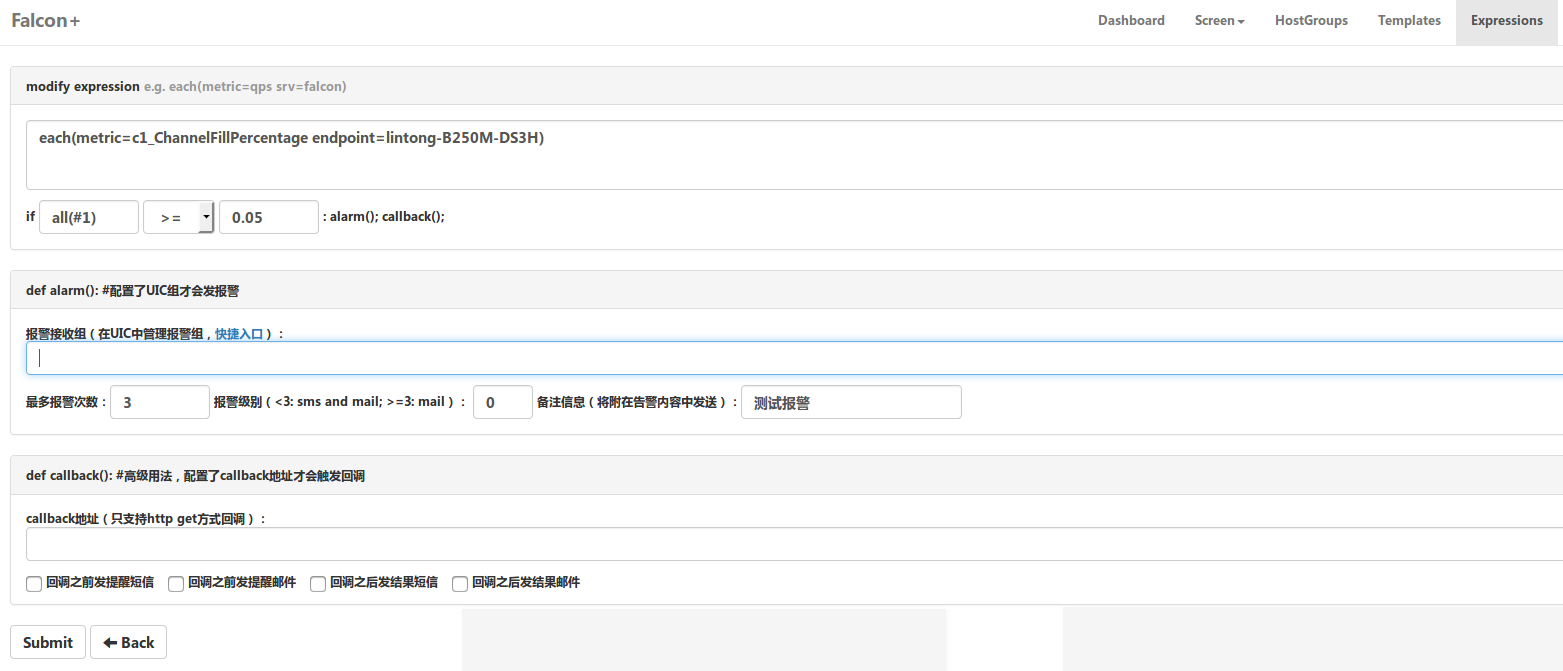 Falcon+ Dashboard Screen HostGroups Templates Expressions
modify expression e.g. each(metric=qps srv=falcon)
each(metric=c1_ChannelFillPercentage endpoint=lintong-B250M-DS3H)
if all(#1) >= 0.05 : alarm(); callback();
def alarm(): #配置了UIC组才会发报警
报警接收组（在UIC中管理报警组，快捷入口）：
最多报警次数： 3 报警级别（<3: sms and mail; >=3: mail）： 0 备注信息（将附在告警内容中发送）： 测试报警
def callback(): #高级用法，配置了callback地址才会触发回调
callback地址（只支持http get方式回调）：
回调之前发提醒短信 回调之前发提醒邮件 回调之后发结果短信 回调之后发结果邮件
Submit Back